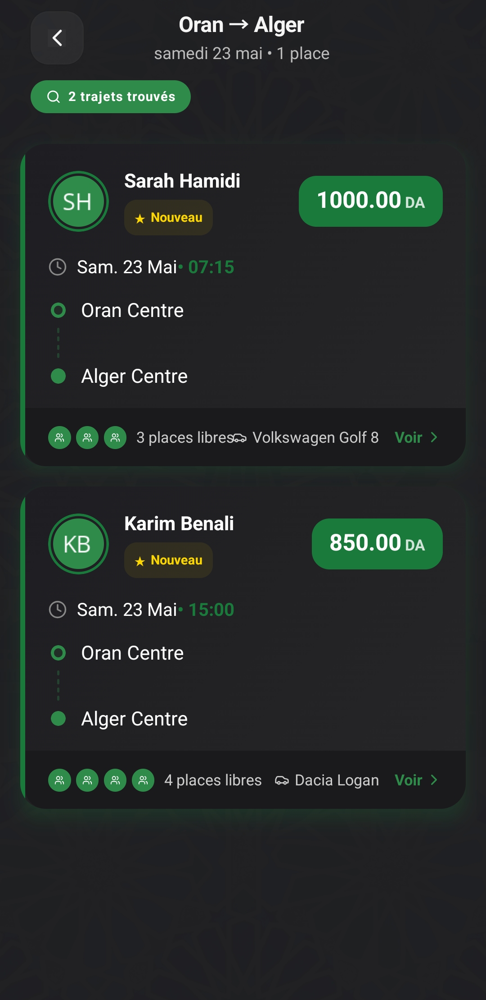 Oran → Alger
samedi 23 mai • 1 place
2 trajets trouvés
SH
Sarah Hamidi
★ Nouveau
1000.00 DA
Sam. 23 Mai • 07:15
Oran Centre
Alger Centre
3 places libres Volkswagen Golf 8 Voir
KB
Karim Benali
★ Nouveau
850.00 DA
Sam. 23 Mai • 15:00
Oran Centre
Alger Centre
4 places libres Dacia Logan Voir